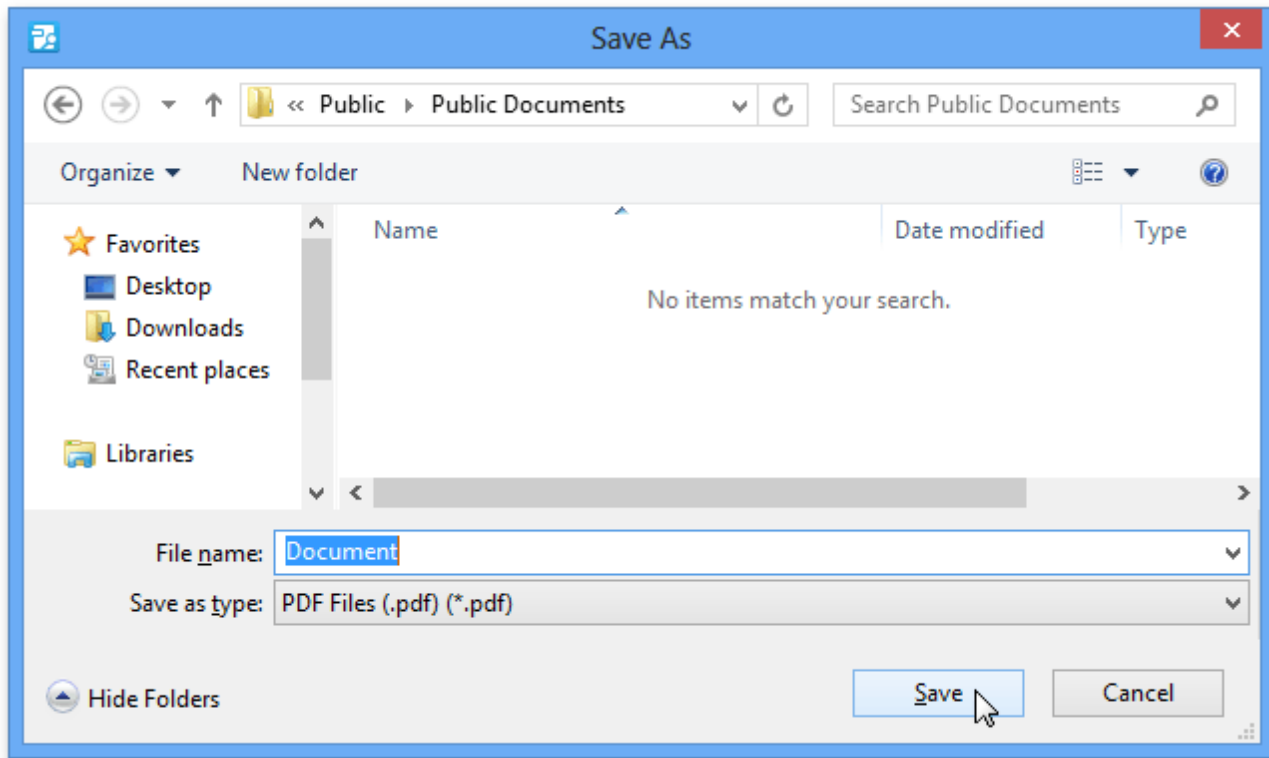 Save As
« Public Public Documents Search Public Documents
Organize New folder
Name Date modified Type
Favorites
Desktop
Downloads
Recent places
Libraries
No items match your search.
File name: Document
Save as type: PDF Files (.pdf) (*.pdf)
Hide Folders Save Cancel